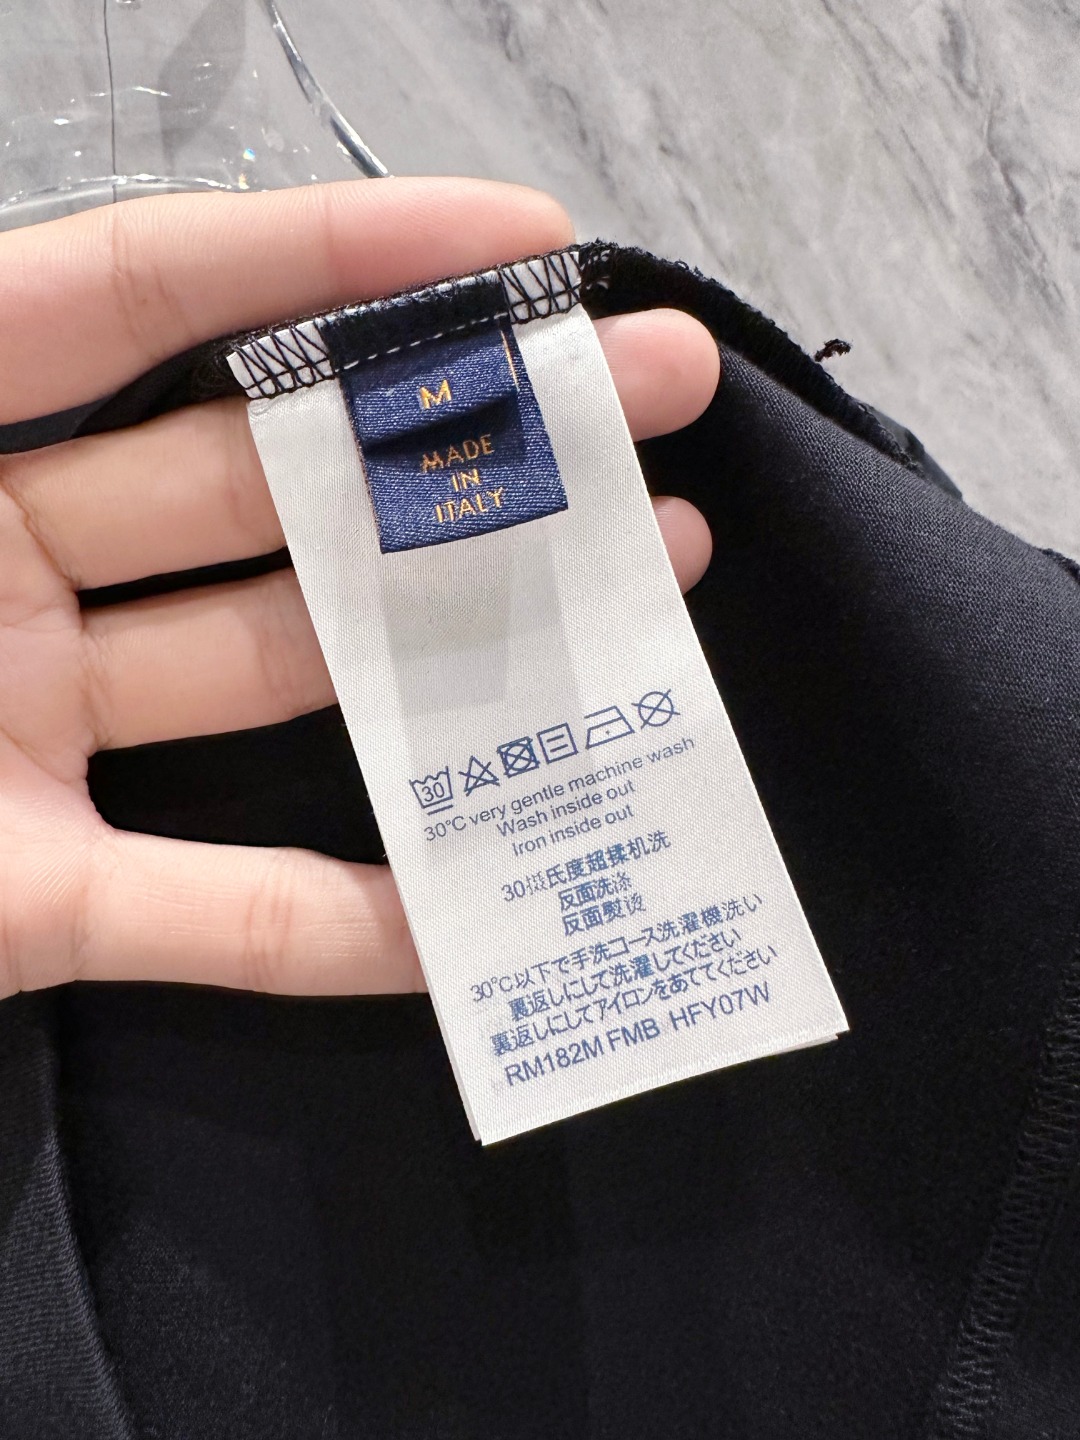 M
MADE
IN
ITALY
30
30°C very gentle machine wash
Wash inside out
Iron inside out
30摄氏度超揉机洗
反面洗涤
反面熨烫
30℃以下で手洗コース洗濯機洗い
裏返しにして洗濯してください
裏返しにしてアイロンをあててください
RM182M FMB HFY07W